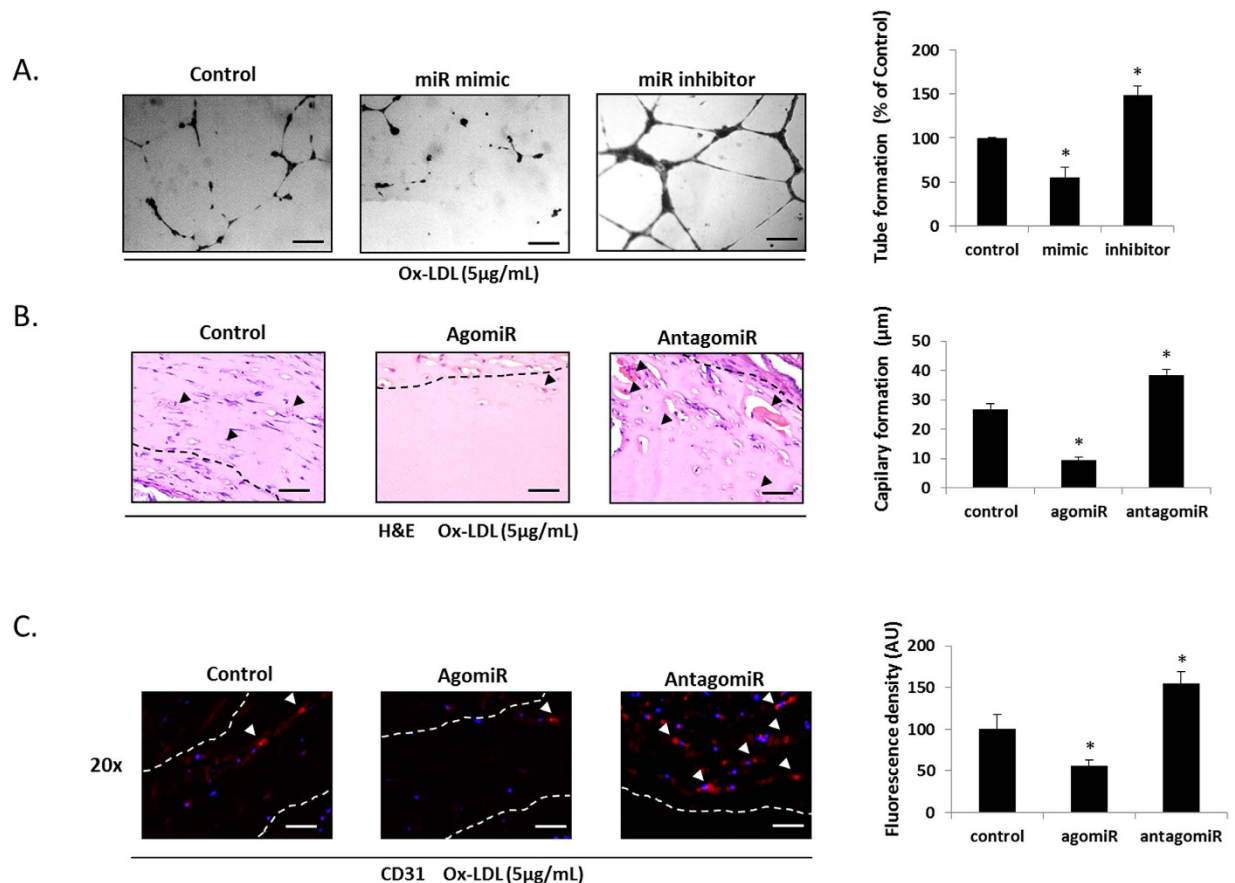 A.
Control
miR mimic
miR inhibitor
Ox-LDL (5µg/mL)
Tube formation (% of Control)
200
150
100
50
0
control
mimic
inhibitor
*
*
B.
Control
AgomiR
AntagomiR
H&E Ox-LDL (5µg/mL)
Capilary formation (µm)
50
40
30
20
10
0
control
agomiR
antagomiR
*
*
C.
Control
AgomiR
AntagomiR
20x
CD31 Ox-LDL (5µg/mL)
Fluorescence density (AU)
200
150
100
50
0
control
agomiR
antagomiR
*
*